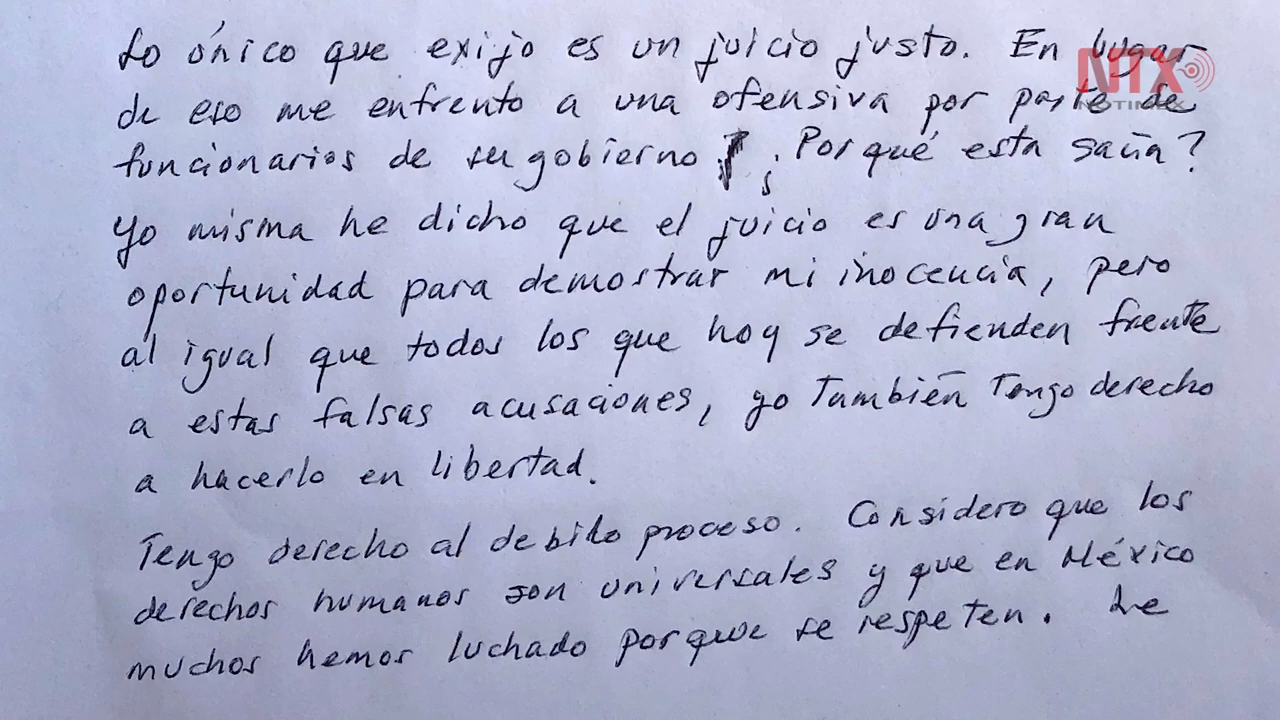 Lo único que exijo es un juicio justo. En lugar
NTX
NOTIMEX
de eso me enfrento a una ofensiva por parte de
funcionarios de su gobierno. ¿Porqué esta saña?
Yo misma he dicho que el juicio es una gran
oportunidad para demostrar mi inocencia, pero
al igual que todos los que hoy se defienden frente
a estas falsas acusaciones, yo también tengo derecho
a hacerlo en libertad.
Tengo derecho al debito proceso. Considero que los
derechos humanos son universales y que en México
muchos hemos luchado porque se respeten. Le